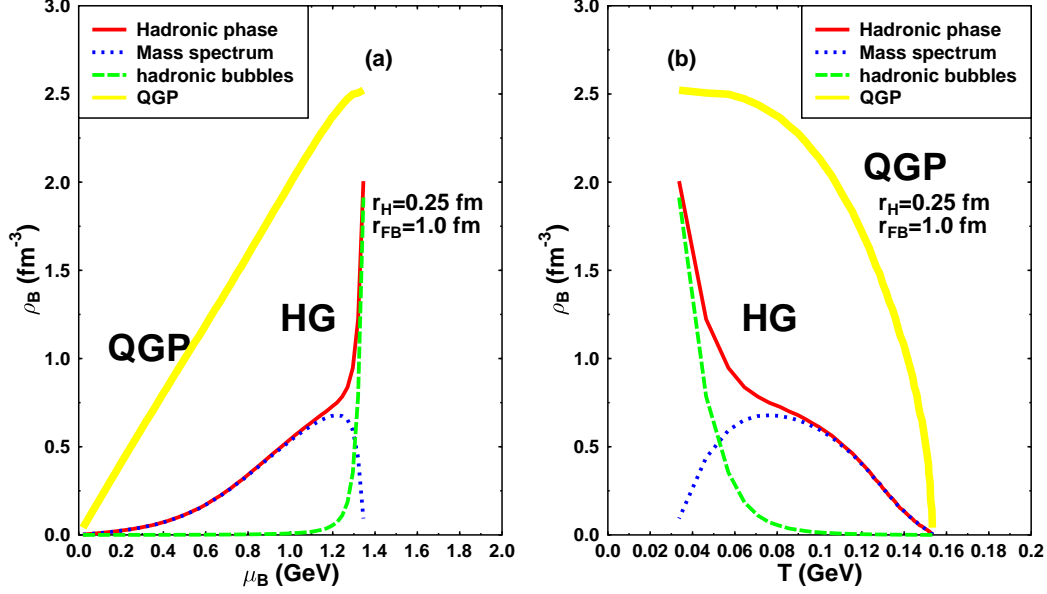 3.0
2.5
2.0
1.5
1.0
0.5
0.0
ρ_B (fm^-3)
0.0 0.2 0.4 0.6 0.8 1.0 1.2 1.4 1.6 1.8 2.0
μ_B (GeV)
Hadronic phase
Mass spectrum
hadronic bubbles
QGP
(a)
r_H=0.25 fm
r_FB=1.0 fm
HG
QGP
3.0
2.5
2.0
1.5
1.0
0.5
0.0
ρ_B (fm^-3)
0.0 0.02 0.04 0.06 0.08 0.1 0.12 0.14 0.16 0.18 0.2
T (GeV)
(b)
Hadronic phase
Mass spectrum
hadronic bubbles
QGP
QGP
r_H=0.25 fm
r_FB=1.0 fm
HG